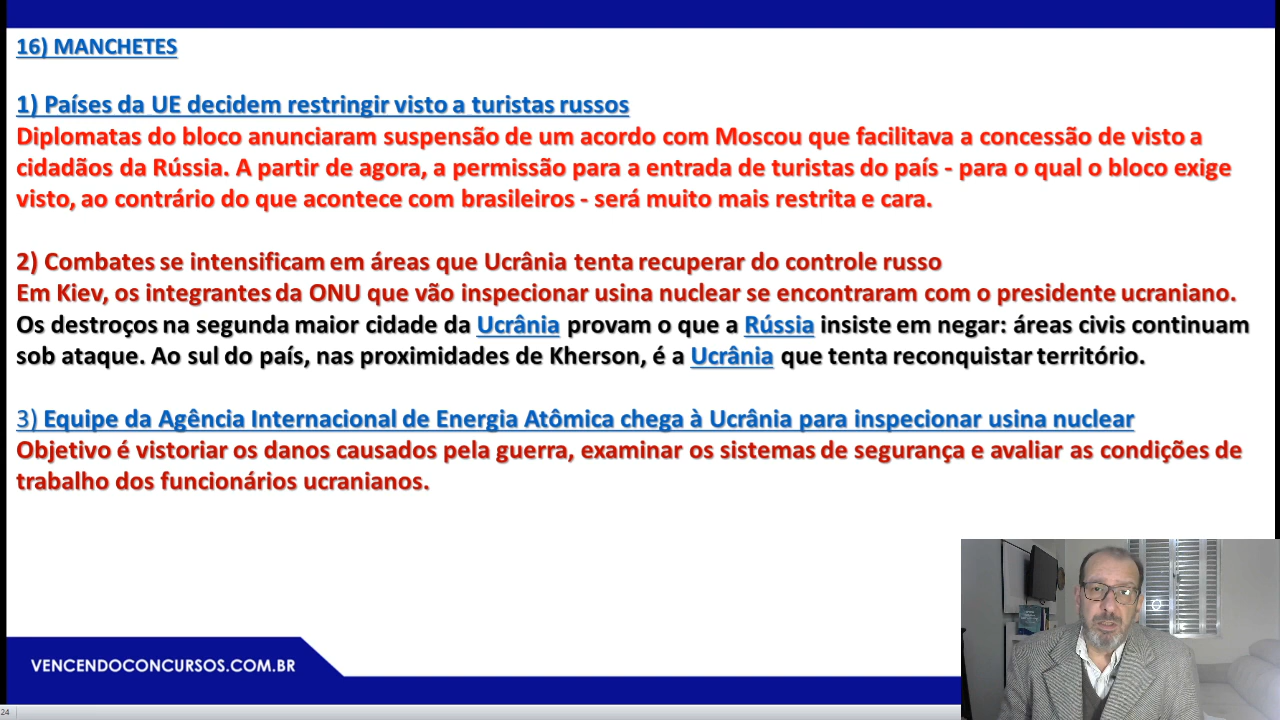 16) MANCHETES
1) Países da UE decidem restringir visto a turistas russos
Diplomatas do bloco anunciaram suspensão de um acordo com Moscou que facilitava a concessão de visto a
cidadãos da Rússia. A partir de agora, a permissão para a entrada de turistas do país - para o qual o bloco exige
visto, ao contrário do que acontece com brasileiros - será muito mais restrita e cara.
2) Combates se intensificam em áreas que Ucrânia tenta recuperar do controle russo
Em Kiev, os integrantes da ONU que vão inspecionar usina nuclear se encontraram com o presidente ucraniano.
Os destroços na segunda maior cidade da Ucrânia provam o que a Rússia insiste em negar: áreas civis continuam
sob ataque. Ao sul do país, nas proximidades de Kherson, é a Ucrânia que tenta reconquistar território.
3) Equipe da Agência Internacional de Energia Atômica chega à Ucrânia para inspecionar usina nuclear
Objetivo é vistoriar os danos causados pela guerra, examinar os sistemas de segurança e avaliar as condições de
trabalho dos funcionários ucranianos.
VENCENDOCONCURSOS.COM.BR
24